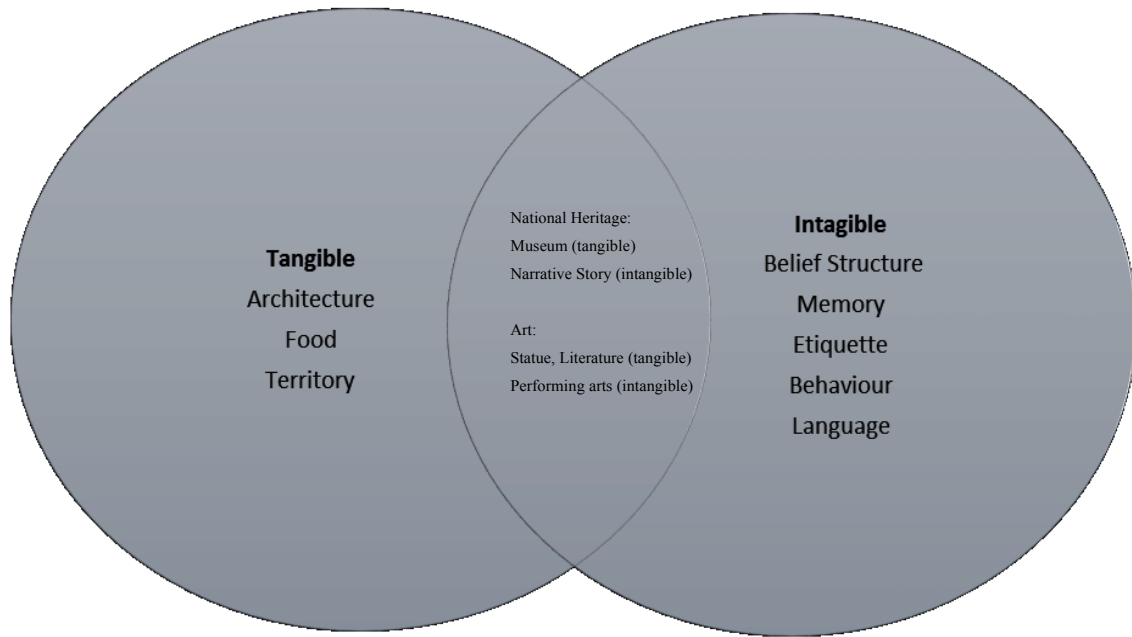 Tangible
Architecture
Food
Territory
National Heritage:
Museum (tangible)
Narrative Story (intangible)
Art:
Statue, Literature (tangible)
Performing arts (intangible)
Intagible
Belief Structure
Memory
Etiquette
Behaviour
Language